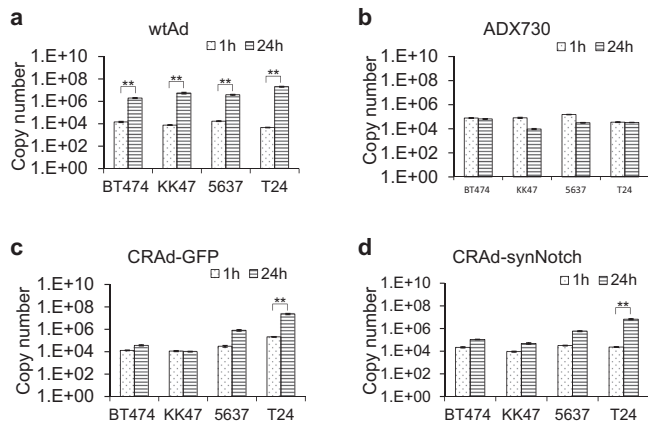 a
wtAd
1h 24h
Copy number
1.E+10
1.E+08
1.E+06
1.E+04
1.E+02
1.E+00
** ** ** **
BT474 KK47 5637 T24
b
ADX730
1h 24h
Copy number
1.E+10
1.E+08
1.E+06
1.E+04
1.E+02
1.E+00
BT474 KK47 5637 T24
c
CRAd-GFP
1h 24h
Copy number
1.E+10
1.E+08
1.E+06
1.E+04
1.E+02
1.E+00
**
BT474 KK47 5637 T24
d
CRAd-synNotch
1h 24h
Copy number
1.E+10
1.E+08
1.E+06
1.E+04
1.E+02
1.E+00
**
BT474 KK47 5637 T24